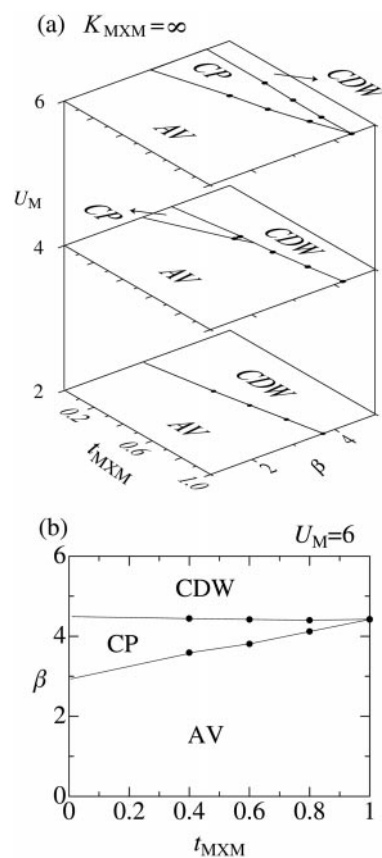 (a) K_MXM = ∞
CDW
CP
6
AV
U_M
CP
CDW
4
AV
CDW
2
AV
0.2
4
0.6
2
β
t_MXM
1.0
(b) U_M=6
6
CDW
4
CP
β
2
AV
0
0 0.2 0.4 0.6 0.8 1
t_MXM